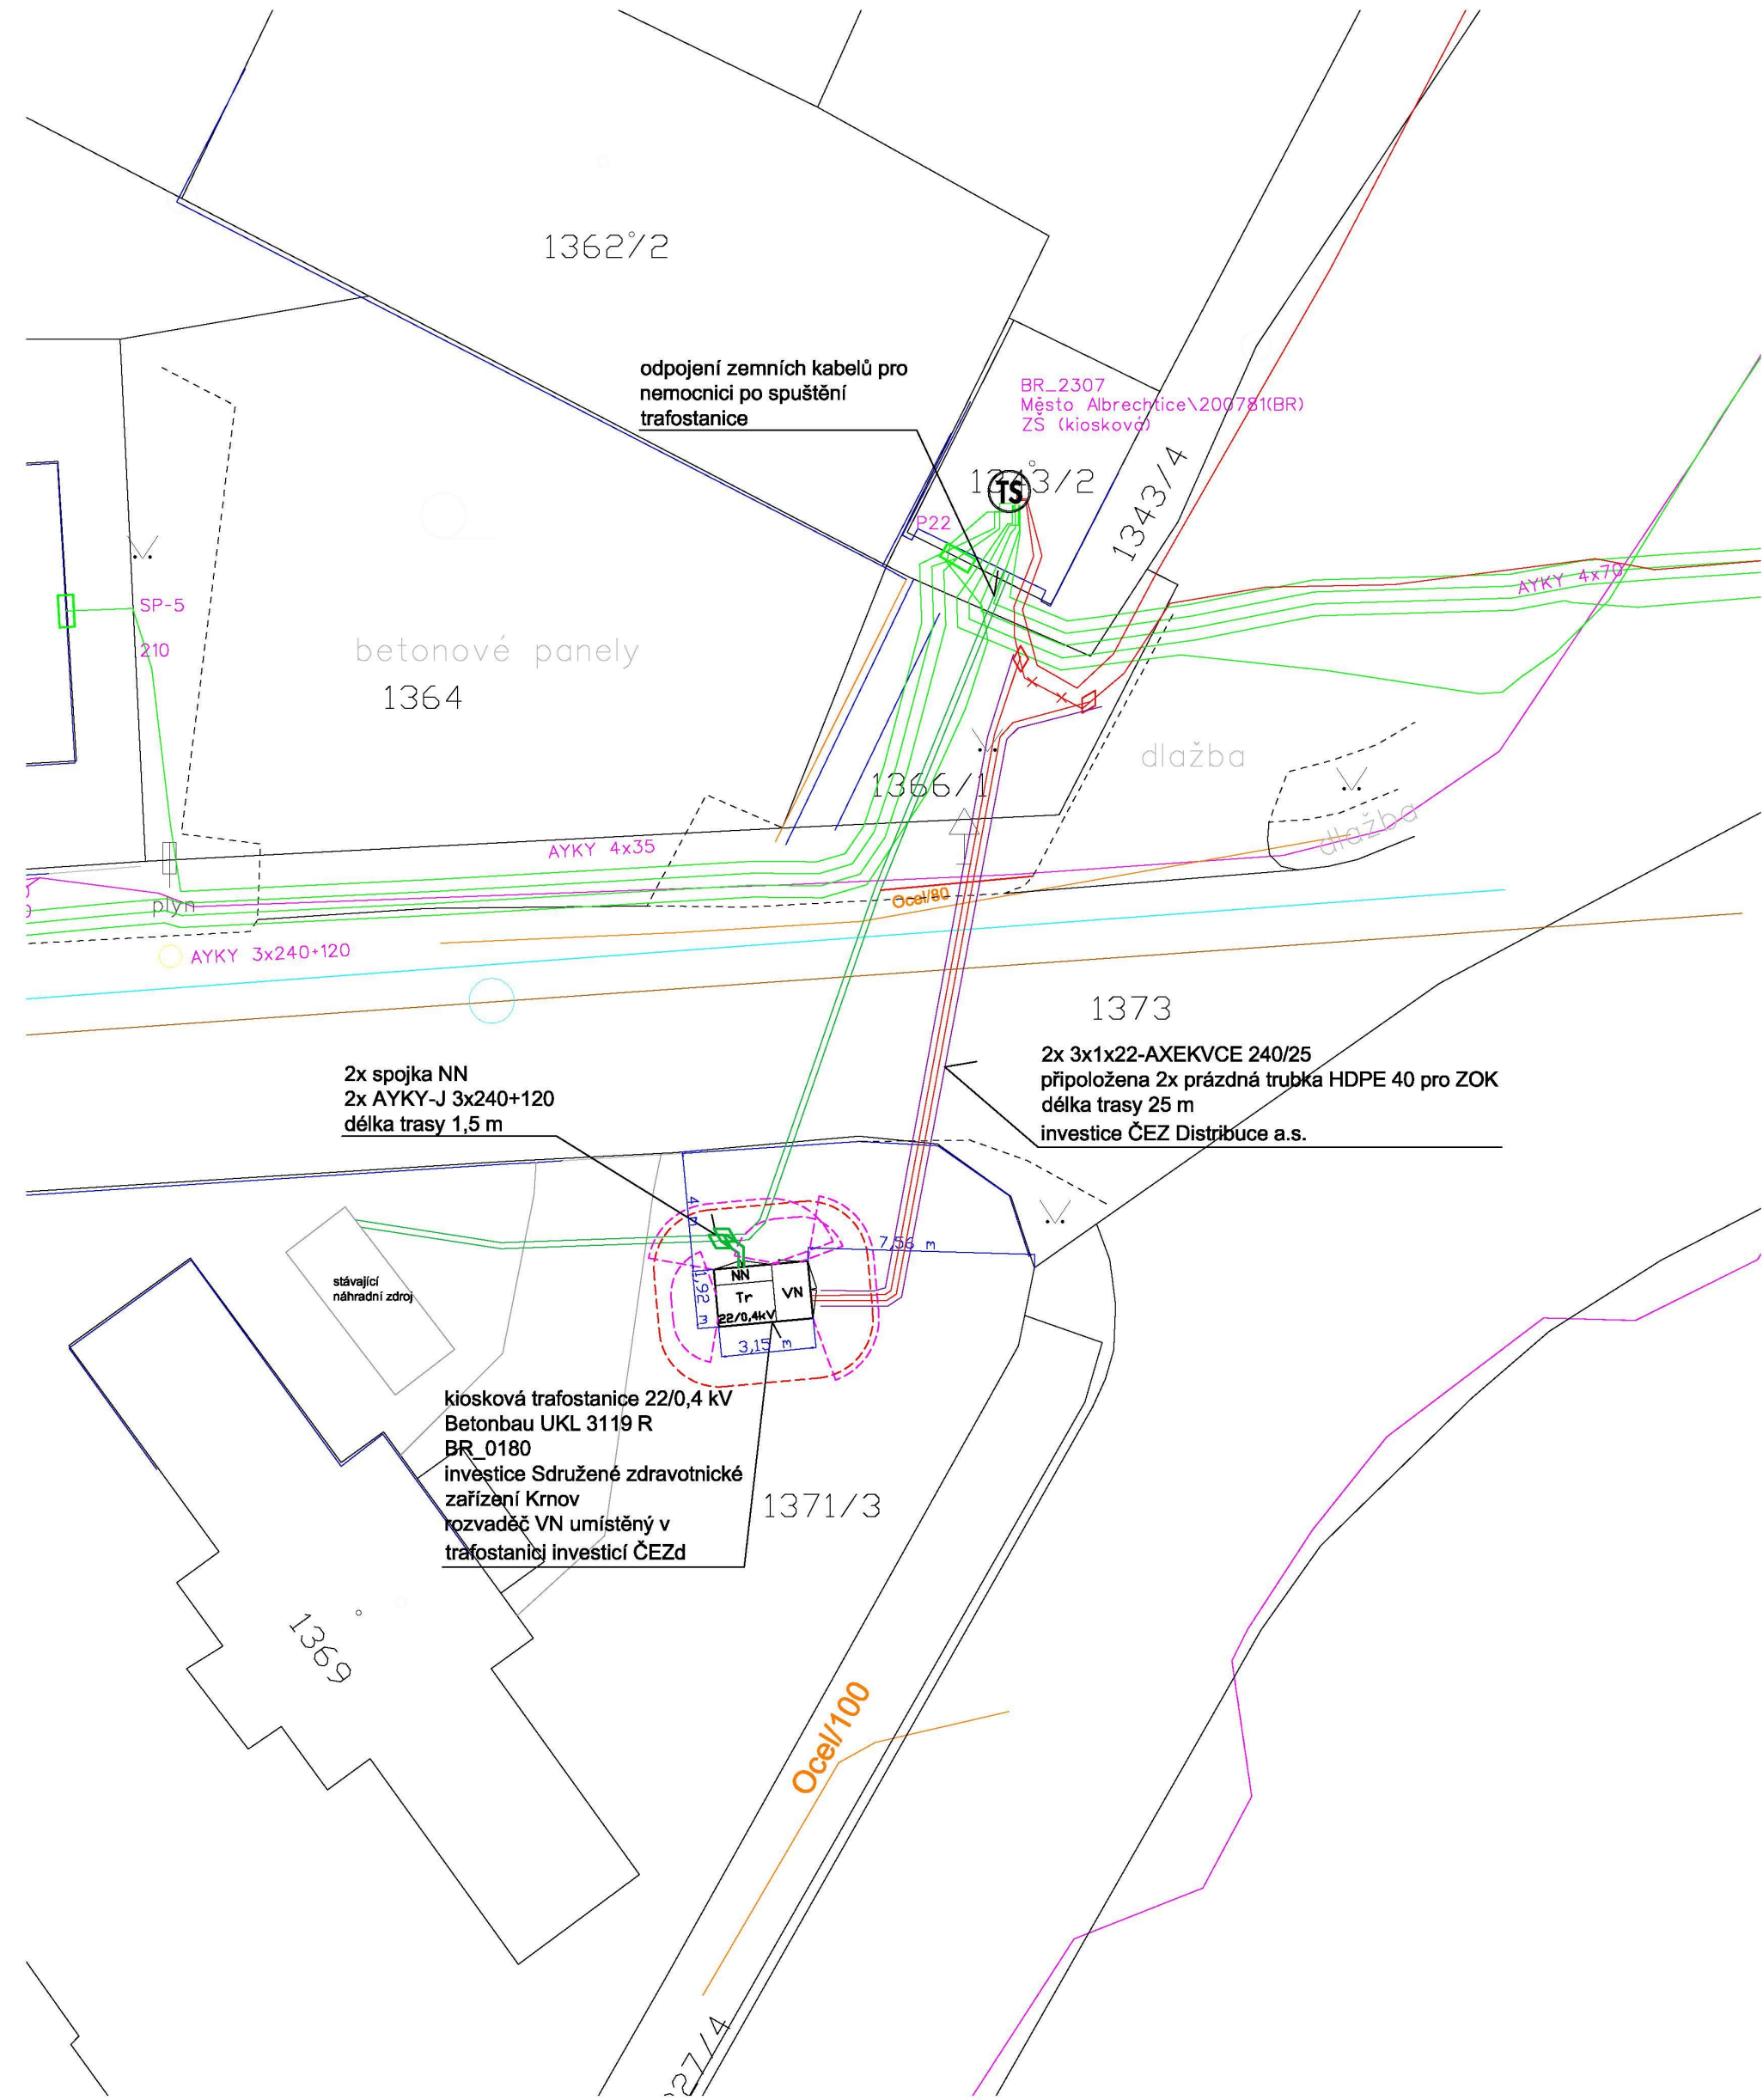 1362/2
odpojení zemních kabelů pro
nemocnici po spuštění
trafostanice
BR_2307
Město Albrechtice\200781(BR)
ZŠ (kiosková)
1343/2
TS
1343/4
P22
AYKY 4x70
SP-5
210
betonové panely
1364
dlažba
1366/1
dlažba
AYKY 4x35
Ocel/80
plyn
AYKY 3x240+120
1373
2x spojka NN
2x AYKY-J 3x240+120
délka trasy 1,5 m
2x 3x1x22-AXEKVCE 240/25
připoložena 2x prázdná trubka HDPE 40 pro ZOK
délka trasy 25 m
investice ČEZ Distribuce a.s.
stávající
náhradní zdroj
4 m
7,56 m
1,92 m
NN
Tr
22/0,4kV
VN
3,15 m
kiosková trafostanice 22/0,4 kV
Betonbau UKL 3119 R
BR_0180
investice Sdružené zdravotnické
zařízení Krnov
rozvaděč VN umístěný v
trafostanici investicí ČEZd
1371/3
1369
Ocel/100